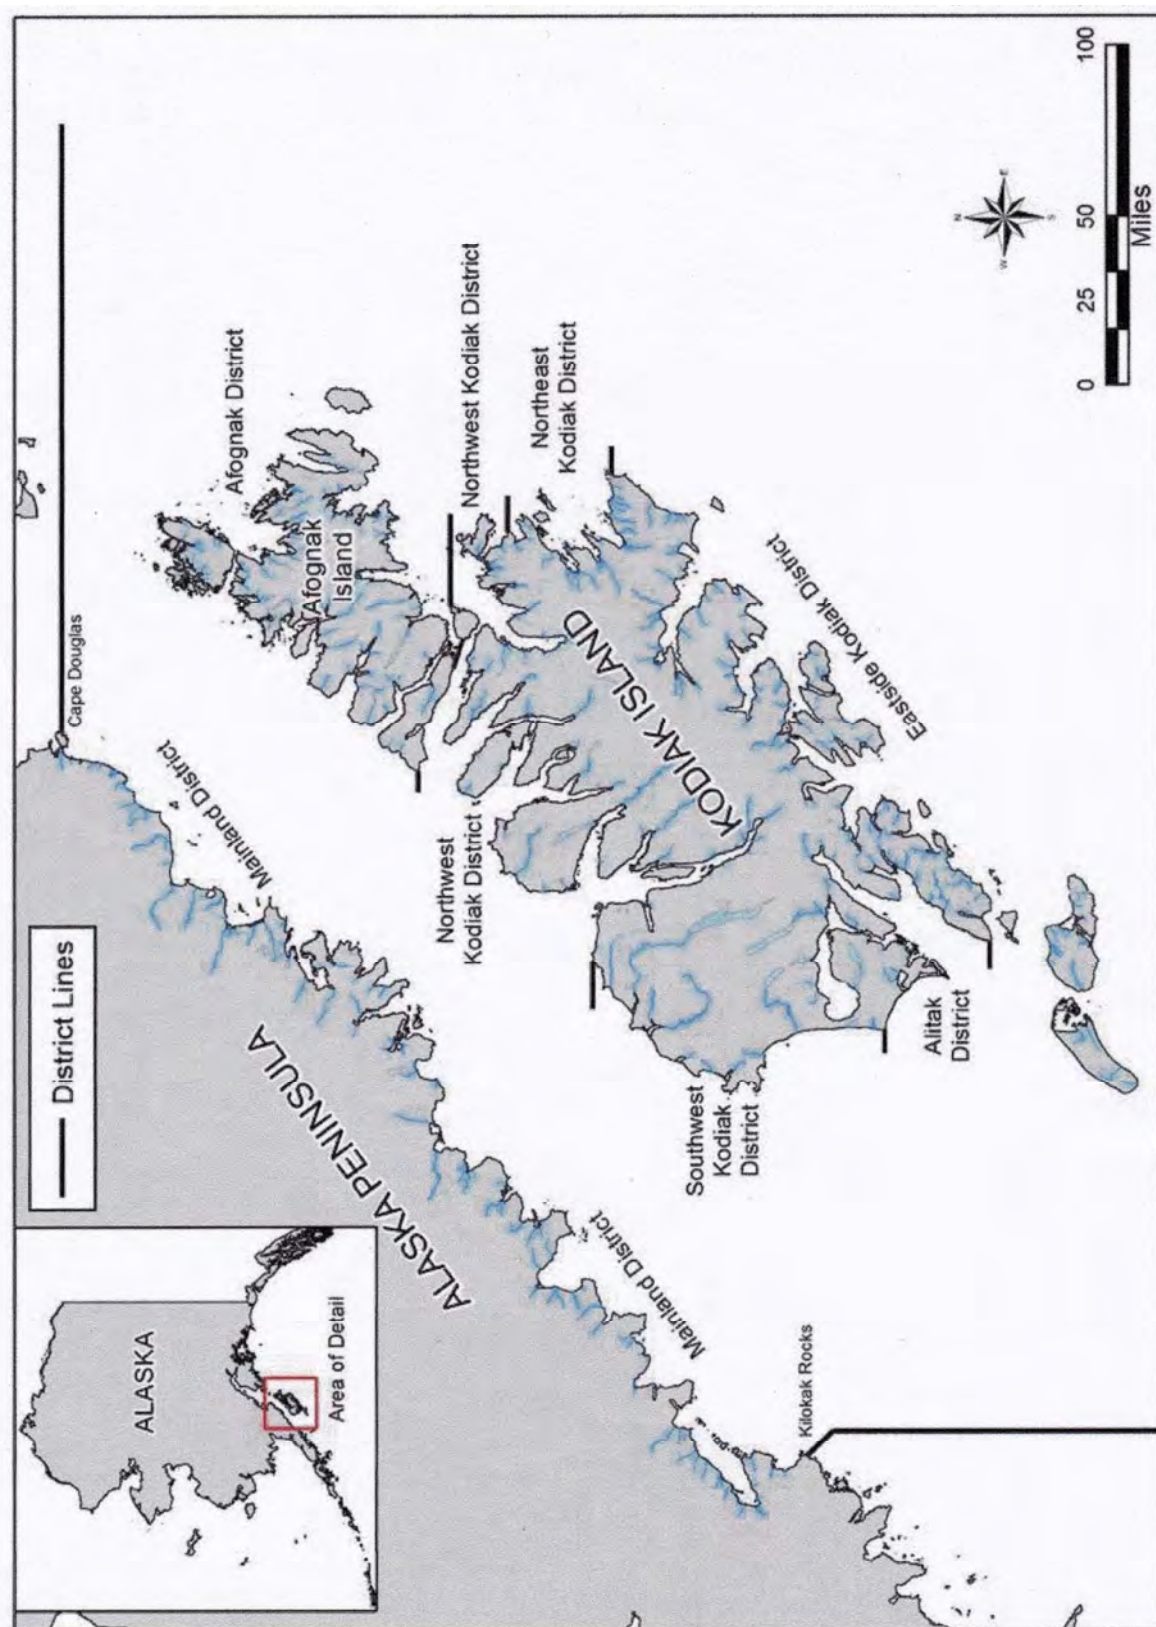 ALASKA
Area of Detail
District Lines
ALASKA PENINSULA
Cape Douglas
Mainland District
Afognak District
Afognak
Island
Northwest Kodiak District
Northeast
Kodiak District
Northwest
Kodiak District
KODIAK ISLAND
Eastside Kodiak District
Southwest
Kodiak
District
Alitak
District
Mainland District
Kilokak Rocks
N
E
S
W
0
25
50
100
Miles